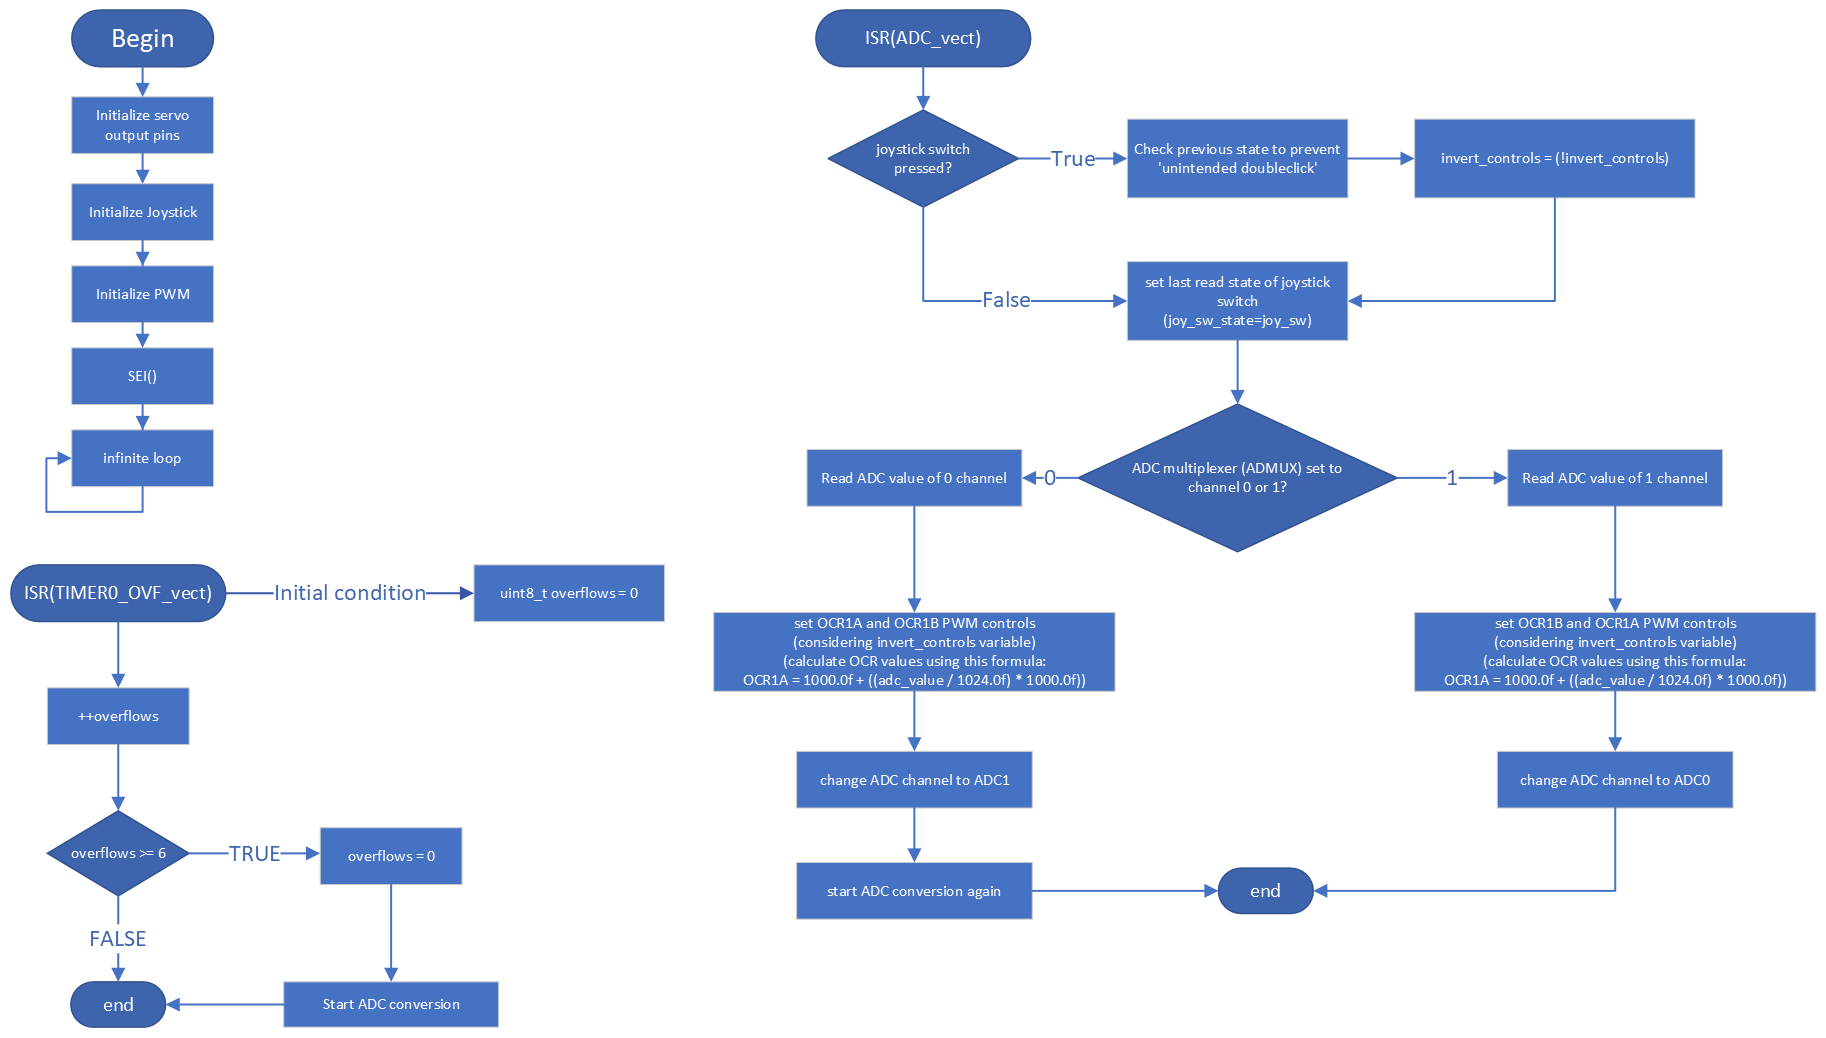 Begin
Initialize servo
output pins
Initialize Joystick
Initialize PWM
SEI()
infinite loop
ISR(TIMER0_OVF_vect)
Initial condition
uint8_t overflows = 0
++overflows
overflows >= 6
TRUE
overflows = 0
FALSE
end
Start ADC conversion
ISR(ADC_vect)
joystick switch
pressed?
True
Check previous state to prevent
'unintended doubleclick'
invert_controls = (!invert_controls)
False
set last read state of joystick
switch
(joy_sw_state=joy_sw)
ADC multiplexer (ADMUX) set to
channel 0 or 1?
0
Read ADC value of 0 channel
1
Read ADC value of 1 channel
set OCR1A and OCR1B PWM controls
(considering invert_controls variable)
(calculate OCR values using this formula:
OCR1A = 1000.0f + ((adc_value / 1024.0f) * 1000.0f))
set OCR1B and OCR1A PWM controls
(considering invert_controls variable)
(calculate OCR values using this formula:
OCR1A = 1000.0f + ((adc_value / 1024.0f) * 1000.0f))
change ADC channel to ADC1
change ADC channel to ADC0
start ADC conversion again
end